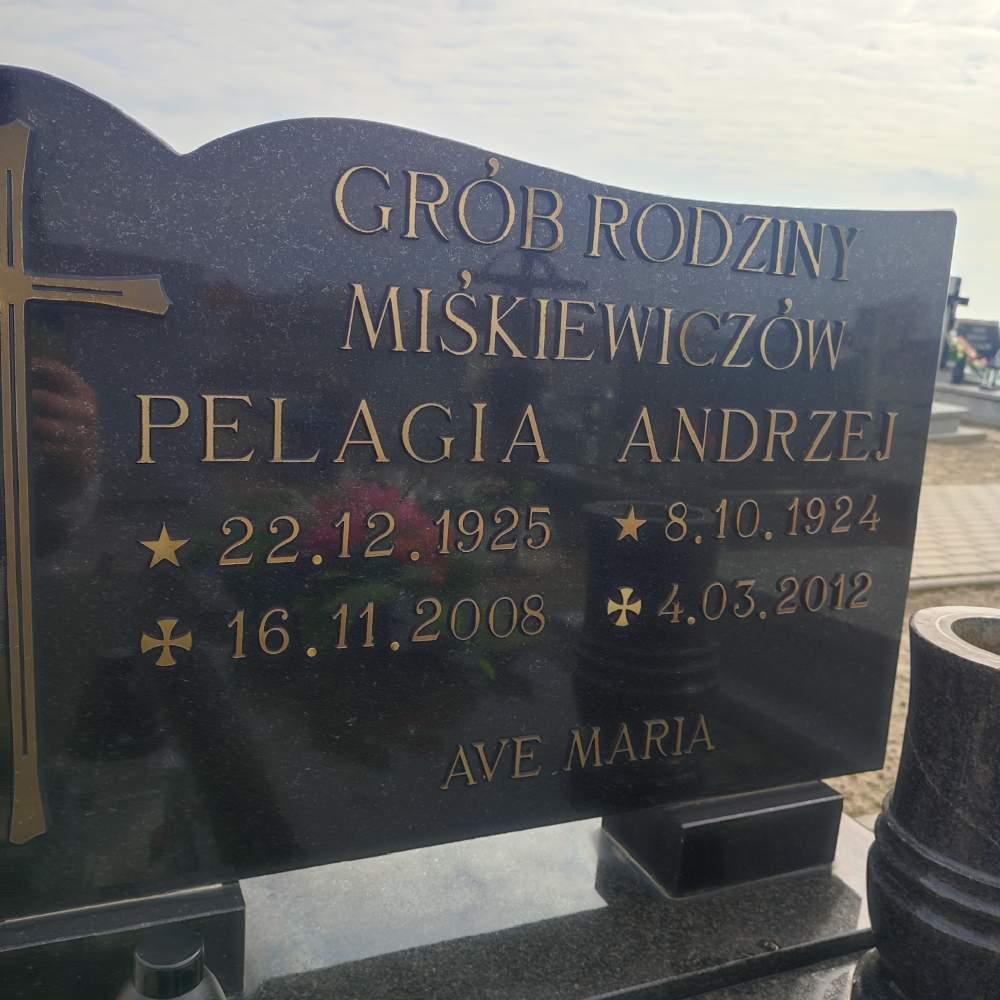 GRÓB RODZINY
MIŚKIEWICZÓW
PELAGIA ANDRZEJ
22.12.1925 8.10.1924
16.11.2008 4.03.2012
AVE MARIA